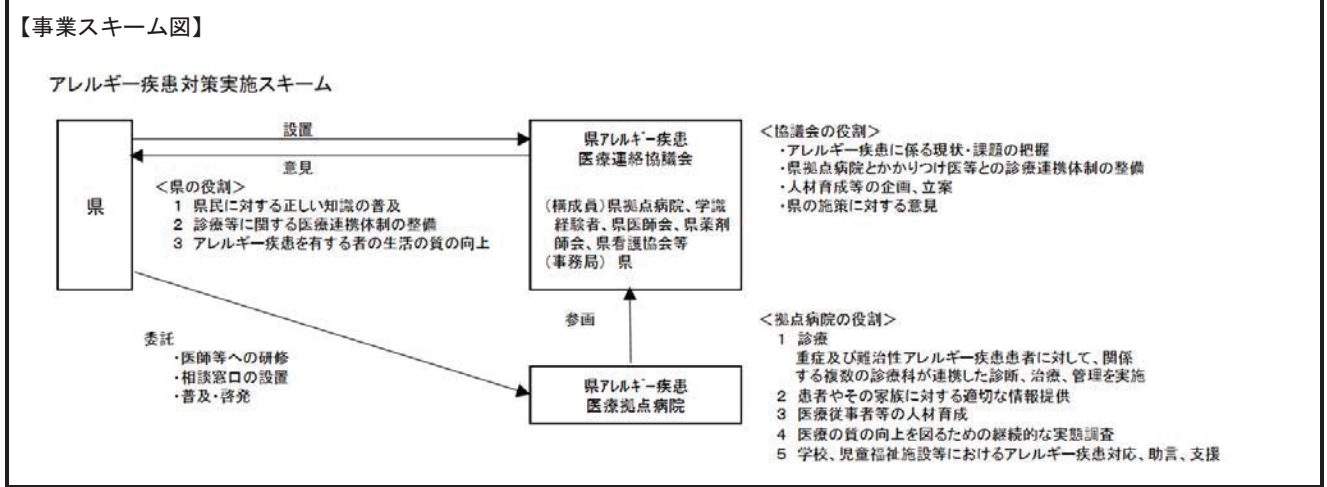 【事業スキーム図】
アレルギー疾患対策実施スキーム
県
設置
意見
<県の役割>
1 県民に対する正しい知識の普及
2 診療等に関する医療連携体制の整備
3 アレルギー疾患を有する者の生活の質の向上
県アレルギー疾患
医療連絡協議会
(構成員)県拠点病院、学識
経験者、県医師会、県薬剤
師会、県看護協会等
(事務局) 県
<協議会の役割>
・アレルギー疾患に係る現状・課題の把握
・県拠点病院とかかりつけ医等との診療連携体制の整備
・人材育成等の企画、立案
・県の施策に対する意見
委託
・医師等への研修
・相談窓口の設置
・普及・啓発
参画
県アレルギー疾患
医療拠点病院
<拠点病院の役割>
1 診療
重症及び難治性アレルギー疾患患者に対して、関係
する複数の診療科が連携した診断、治療、管理を実施
2 患者やその家族に対する適切な情報提供
3 医療従事者等の人材育成
4 医療の質の向上を図るための継続的な実態調査
5 学校、児童福祉施設等におけるアレルギー疾患対応、助言、支援